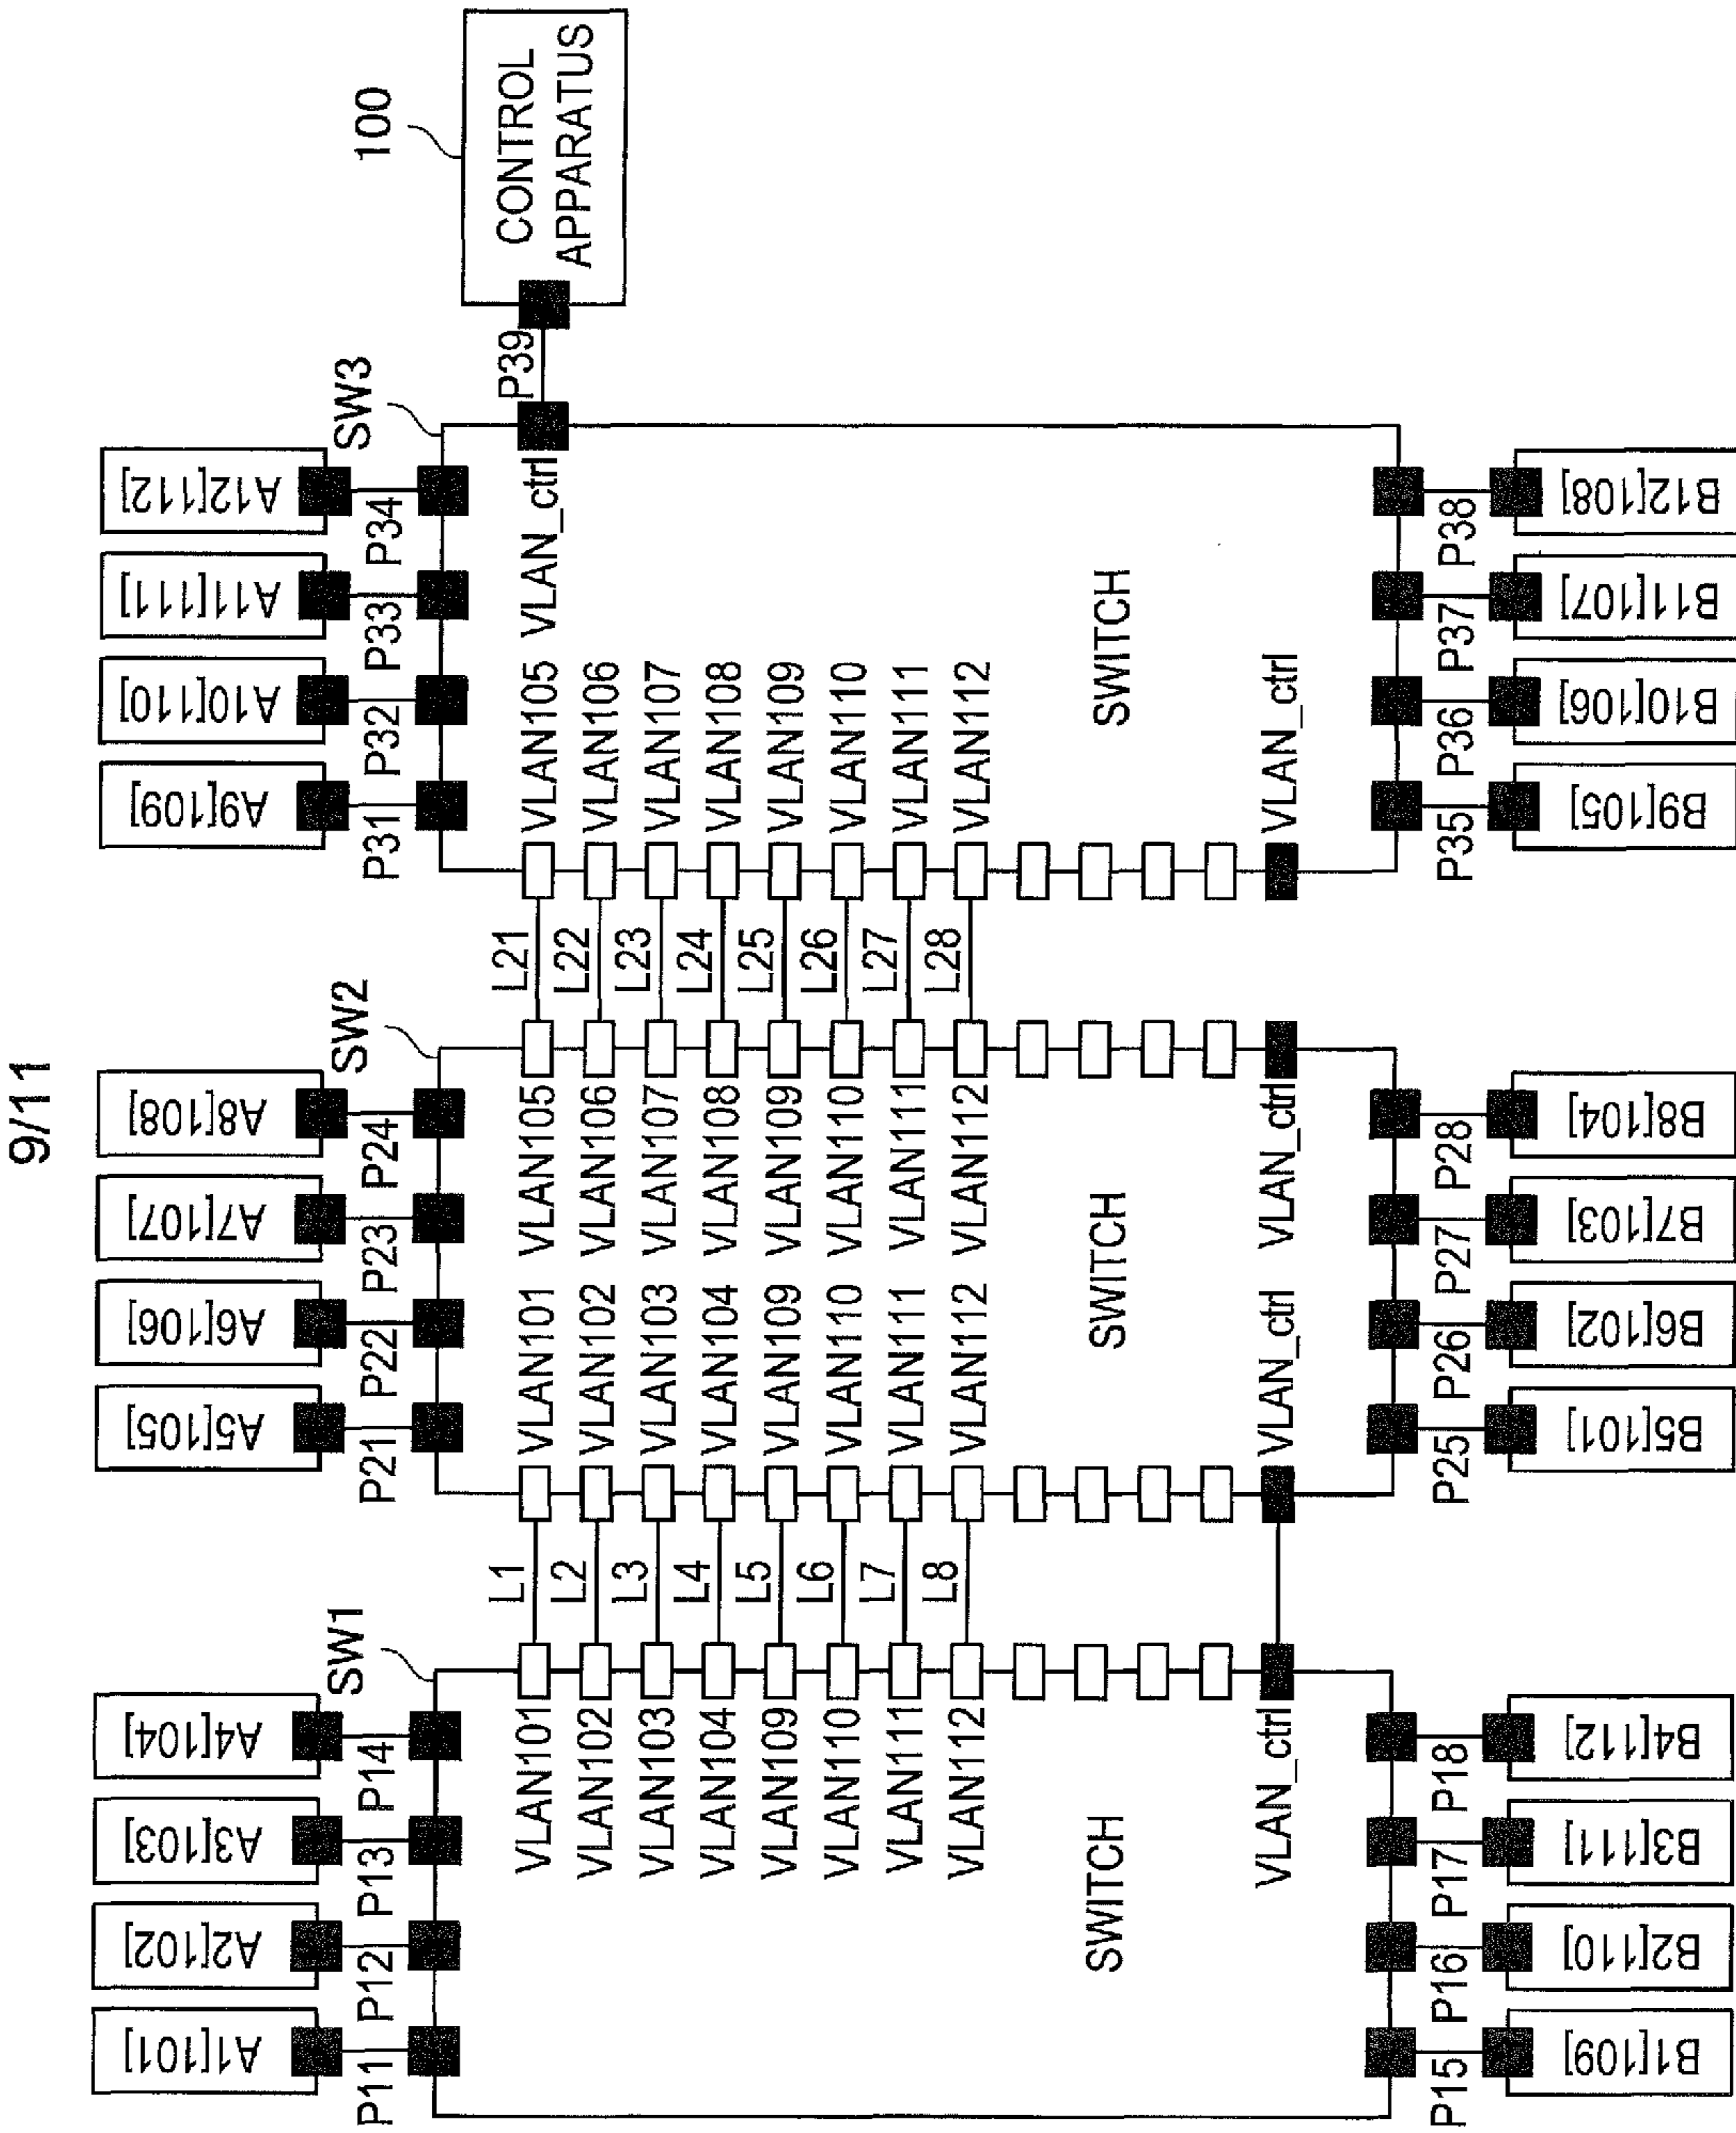 9/11
A1[101]
A2[102]
A3[103]
A4[104]
A5[105]
A6[106]
A7[107]
A8[108]
A9[109]
A10[110]
A11[111]
A12[112]
P11
P12
P13
P14
SW1
P21
P22
P23
P24
SW2
P31
P32
P33
P34
SW3
100
CONTROL
APPARATUS
P39
VLAN_ctrl
VLAN101
L1
VLAN101
VLAN105
L21
VLAN105
VLAN102
L2
VLAN102
VLAN106
L22
VLAN106
VLAN103
L3
VLAN103
VLAN107
L23
VLAN107
VLAN104
L4
VLAN104
VLAN108
L24
VLAN108
VLAN109
L5
VLAN109
VLAN109
L25
VLAN109
VLAN110
L6
VLAN110
VLAN110
L26
VLAN110
VLAN111
L7
VLAN111
VLAN111
L27
VLAN111
VLAN112
L8
VLAN112
VLAN112
L28
VLAN112
SWITCH
SWITCH
SWITCH
VLAN_ctrl
VLAN_ctrl
VLAN_ctrl
VLAN_ctrl
P15
P16
P17
P18
P25
P26
P27
P28
P35
P36
P37
P38
B1[109]
B2[110]
B3[111]
B4[112]
B5[101]
B6[102]
B7[103]
B8[104]
B9[105]
B10[106]
B11[107]
B12[108]